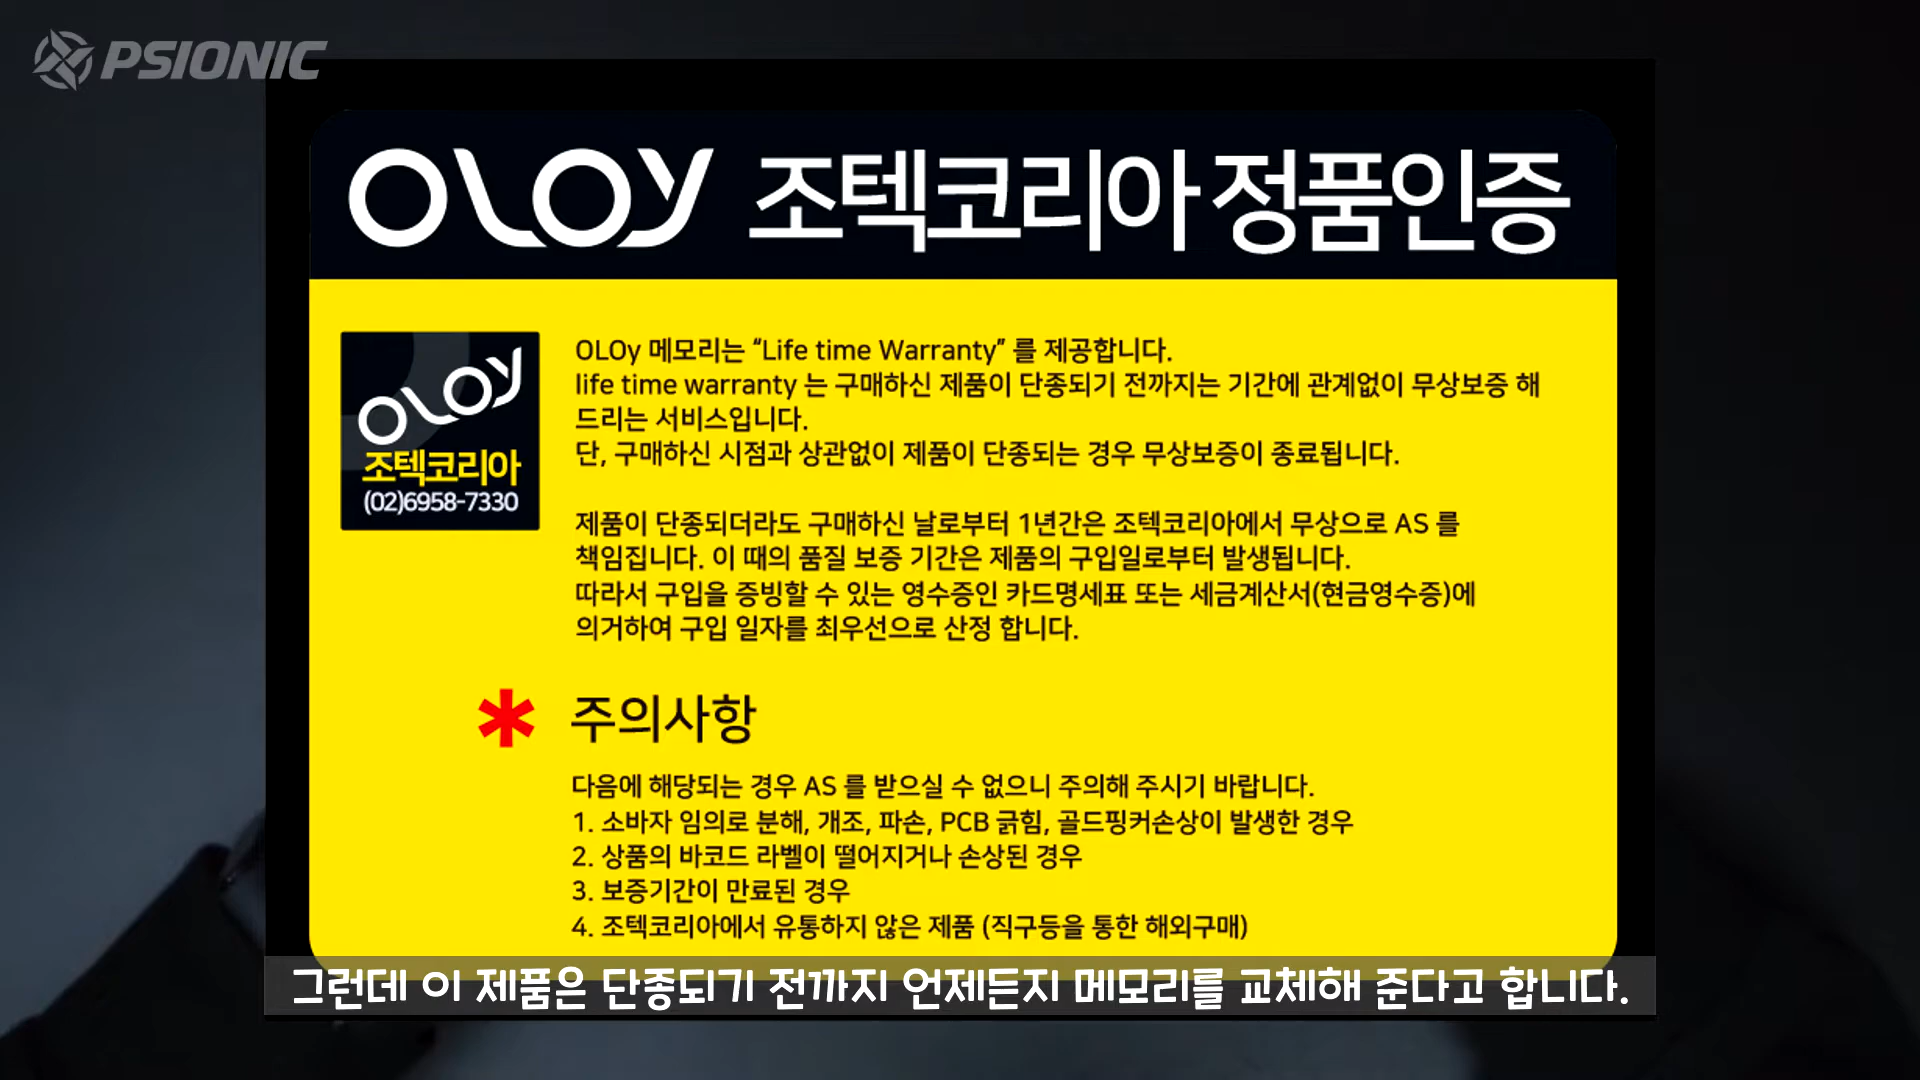 PSIONIC
OLOy 조텍코리아 정품인증
OLOy
조텍코리아
(02)6958-7330
OLOy 메모리는 “Life time Warranty” 를 제공합니다.
life time warranty 는 구매하신 제품이 단종되기 전까지는 기간에 관계없이 무상보증 해
드리는 서비스입니다.
단, 구매하신 시점과 상관없이 제품이 단종되는 경우 무상보증이 종료됩니다.
제품이 단종되더라도 구매하신 날로부터 1년간은 조텍코리아에서 무상으로 AS 를
책임집니다. 이 때의 품질 보증 기간은 제품의 구입일로부터 발생됩니다.
따라서 구입을 증빙할 수 있는 영수증인 카드명세표 또는 세금계산서(현금영수증)에
의거하여 구입 일자를 최우선으로 산정 합니다.
* 주의사항
다음에 해당되는 경우 AS 를 받으실 수 없으니 주의해 주시기 바랍니다.
1. 소바자 임의로 분해, 개조, 파손, PCB 긁힘, 골드핑커손상이 발생한 경우
2. 상품의 바코드 라벨이 떨어지거나 손상된 경우
3. 보증기간이 만료된 경우
4. 조텍코리아에서 유통하지 않은 제품 (직구등을 통한 해외구매)
그런데 이 제품은 단종되기 전까지 언제든지 메모리를 교체해 준다고 합니다.